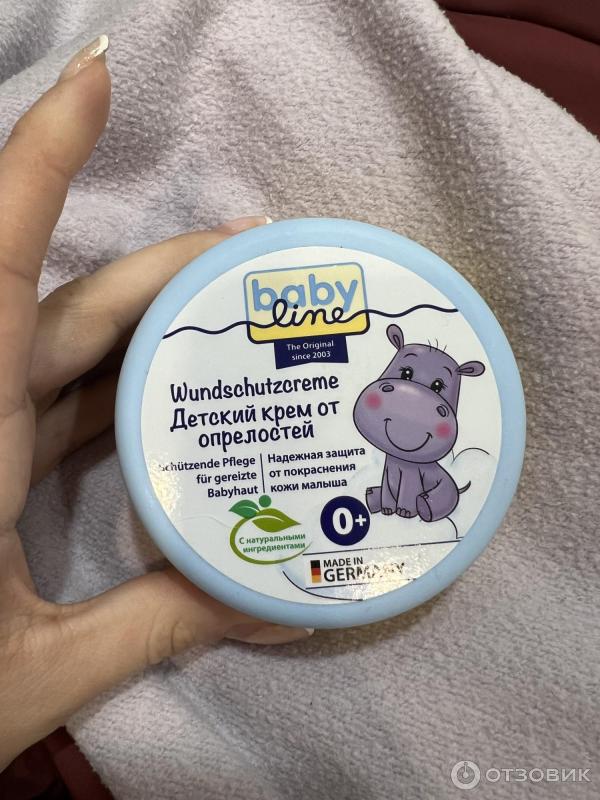 baby
line
The Original
since 2003
Wundschutzcreme
Детский крем от
опрелостей
schützende Pflege
für gereizte
Babyhaut
Надежная защита
от покраснения
кожи малыша
С натуральными
ингредиентами
0+
MADE IN
GERMANY
ОТЗОВИК